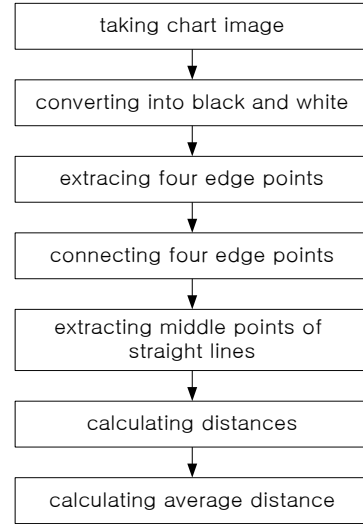 taking chart image
converting into black and white
extracing four edge points
connecting four edge points
extracting middle points of
straight lines
calculating distances
calculating average distance